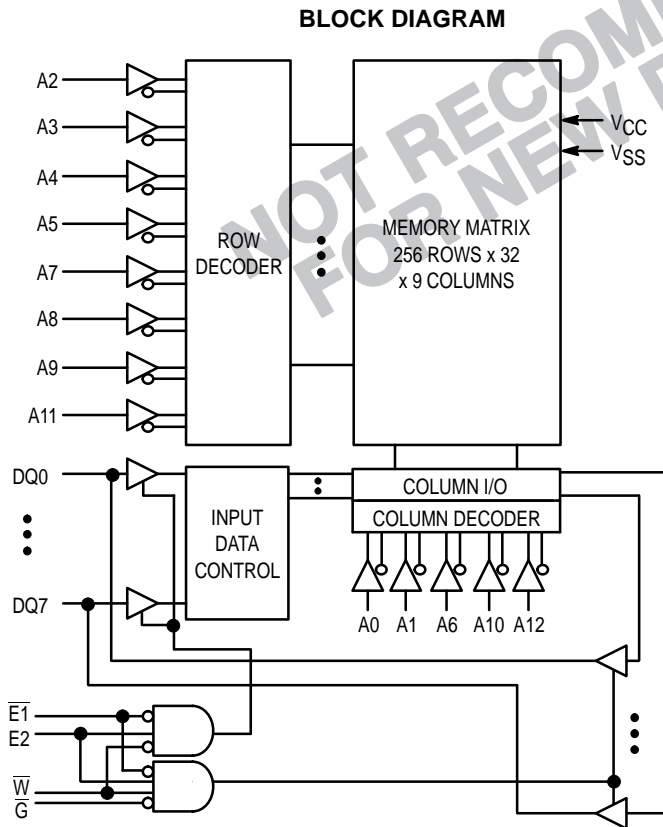 BLOCK DIAGRAM
NOT RECOM
FOR NEW
A2
A3
A4
A5
A7
A8
A9
A11
ROW
DECODER
MEMORY MATRIX
256 ROWS x 32
x 9 COLUMNS
VCC
VSS
DQ0
DQ7
INPUT
DATA
CONTROL
COLUMN I/O
COLUMN DECODER
A0 A1 A6 A10 A12
E1
E2
W
G